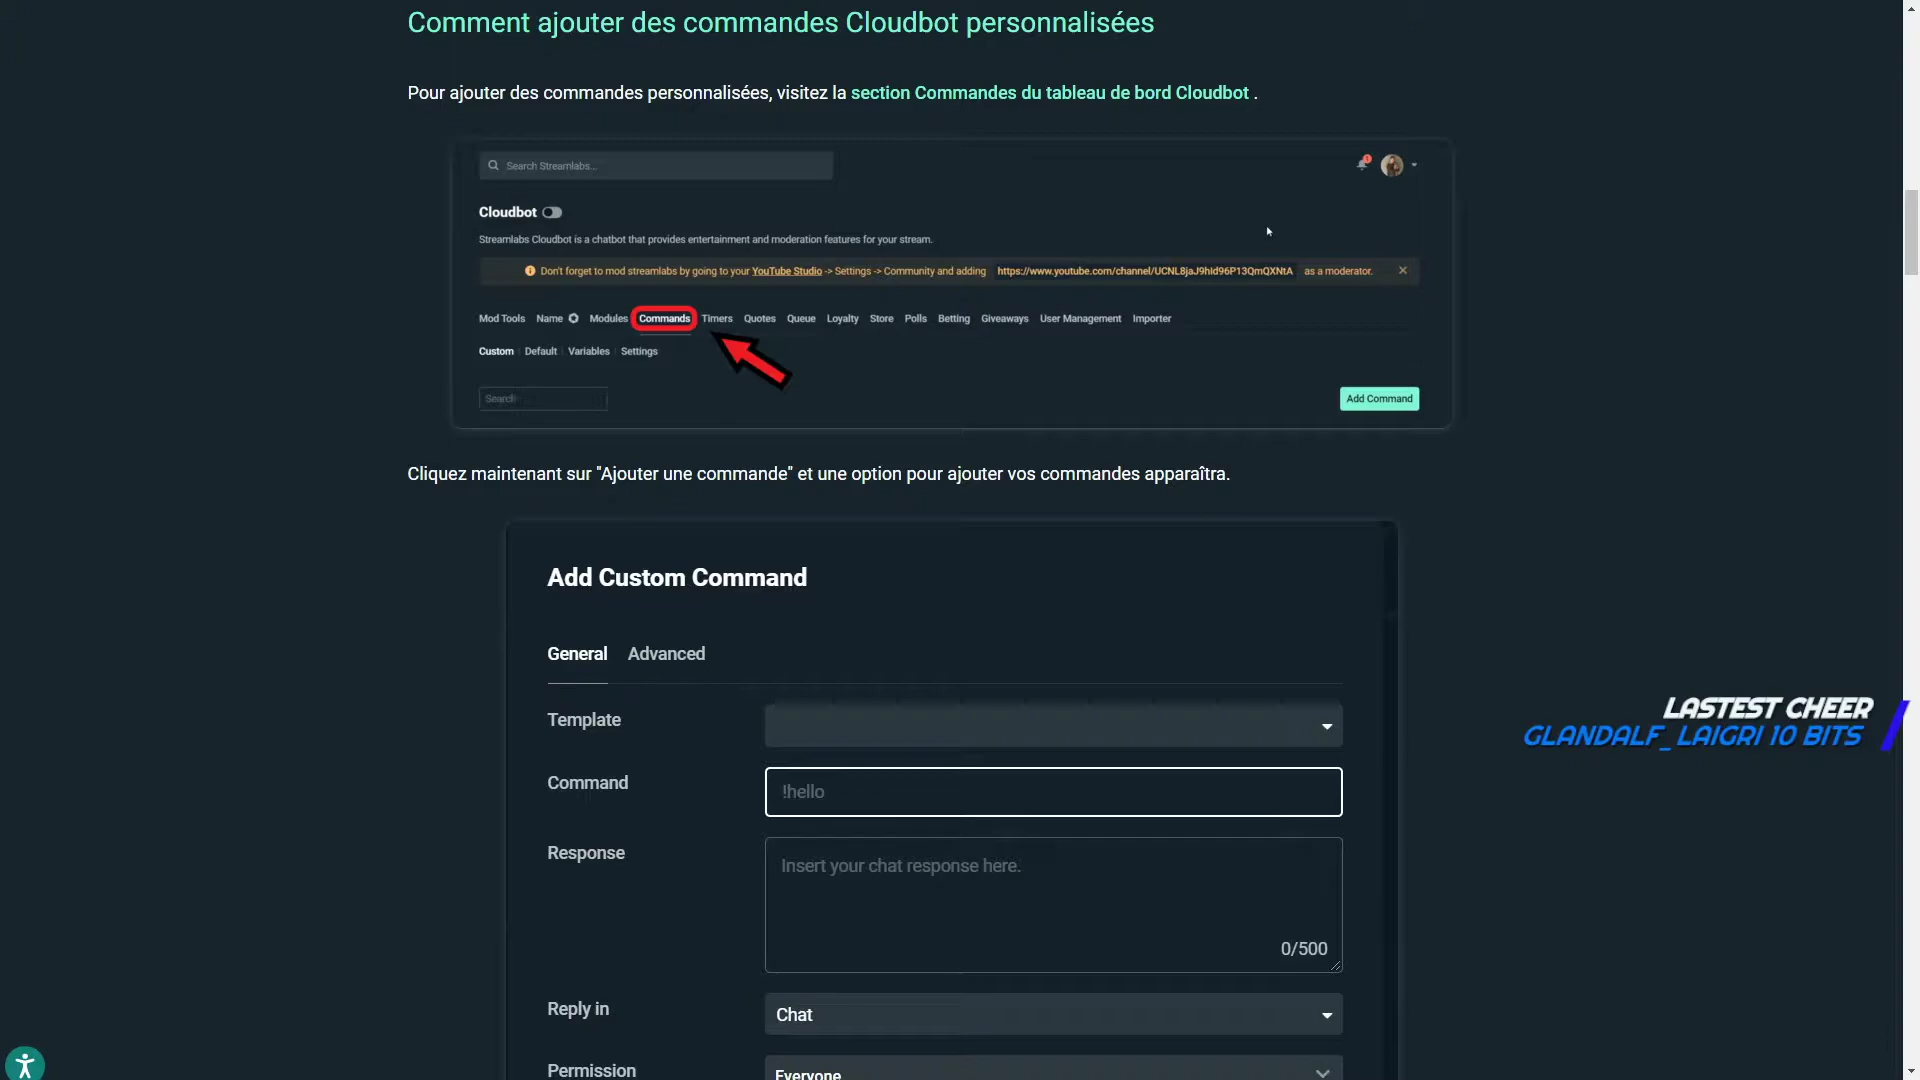 Comment ajouter des commandes Cloudbot personnalisées
Pour ajouter des commandes personnalisées, visitez la section Commandes du tableau de bord Cloudbot .
Search Streamlabs...
1
Cloudbot
Streamlabs Cloudbot is a chatbot that provides entertainment and moderation features for your stream.
Don't forget to mod streamlabs by going to your YouTube Studio -> Settings -> Community and adding https://www.youtube.com/channel/UCNL8jaJ9hId96P13QmQXNtA as a moderator.
Mod Tools Name Modules Commands Timers Quotes Queue Loyalty Store Polls Betting Giveaways User Management Importer
Custom Default Variables Settings
Search
Add Command
Cliquez maintenant sur "Ajouter une commande" et une option pour ajouter vos commandes apparaîtra.
Add Custom Command
General Advanced
Template
Command
!hello
Response
Insert your chat response here.
0/500
Reply in
Chat
Permission
Everyone
LASTEST CHEER
GLANDALF_LAIGRI 10 BITS